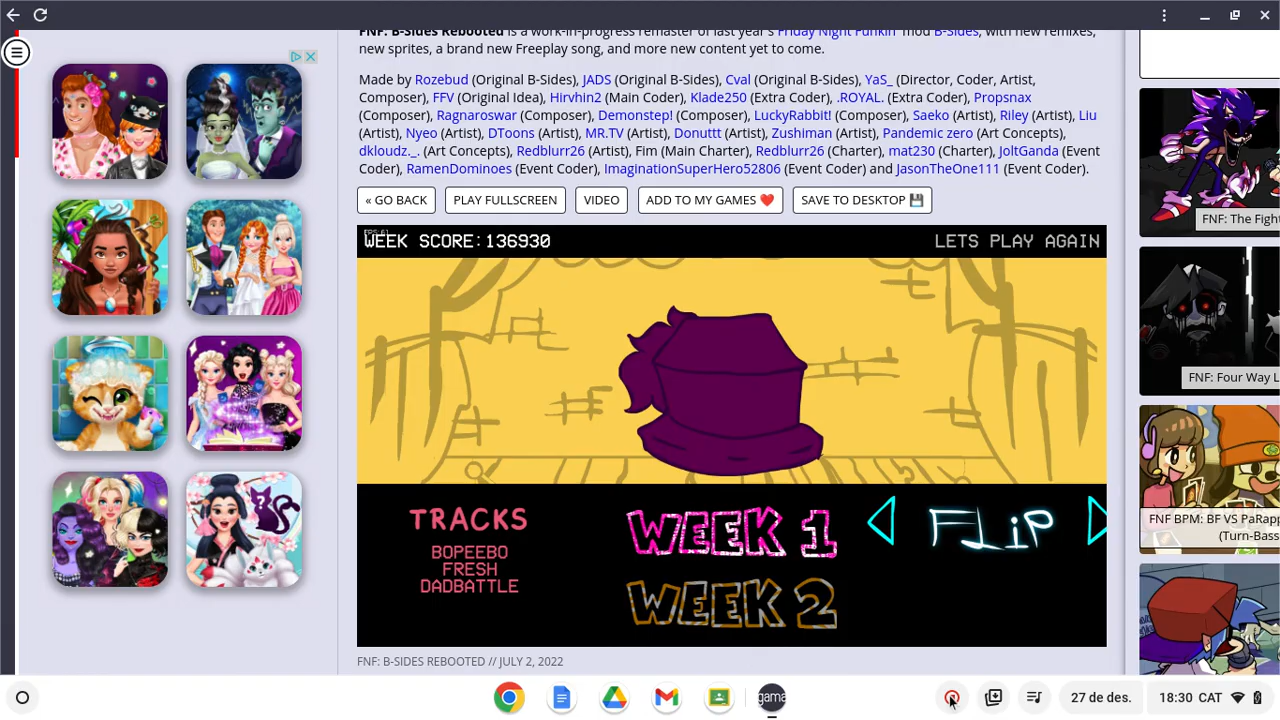 FNF: B-Sides Rebooted is a work-in-progress remaster of last year's Friday Night Funkin' mod B-Sides, with new remixes,
new sprites, a brand new Freeplay song, and more new content yet to come.
Made by Rozebud (Original B-Sides), JADS (Original B-Sides), Cval (Original B-Sides), YaS_ (Director, Coder, Artist,
Composer), FFV (Original Idea), Hirvhin2 (Main Coder), Klade250 (Extra Coder), .ROYAL. (Extra Coder), Propsnax
(Composer), Ragnaroswar (Composer), Demonstep! (Composer), LuckyRabbit! (Composer), Saeko (Artist), Riley (Artist), Liu
(Artist), Nyeo (Artist), DToons (Artist), MR.TV (Artist), Donuttt (Artist), Zushiman (Artist), Pandemic zero (Art Concepts),
dkloudz._. (Art Concepts), Redblurr26 (Artist), Fim (Main Charter), Redblurr26 (Charter), mat230 (Charter), JoltGanda (Event
Coder), RamenDominoes (Event Coder), ImaginationSuperHero52806 (Event Coder) and JasonTheOne111 (Event Coder).
« GO BACK
PLAY FULLSCREEN
VIDEO
ADD TO MY GAMES ❤️
SAVE TO DESKTOP 💾
WEEK SCORE:136930
LETS PLAY AGAIN
TRACKS
BOPEEBO
FRESH
DADBATTLE
WEEK 1
WEEK 2
FLiP
FNF: B-SIDES REBOOTED // JULY 2, 2022
FNF: The Fight
FNF: Four Way
FNF BPM: BF VS PaRapp
(Turn-Bass
gama
27 de des.
18:30 CAT